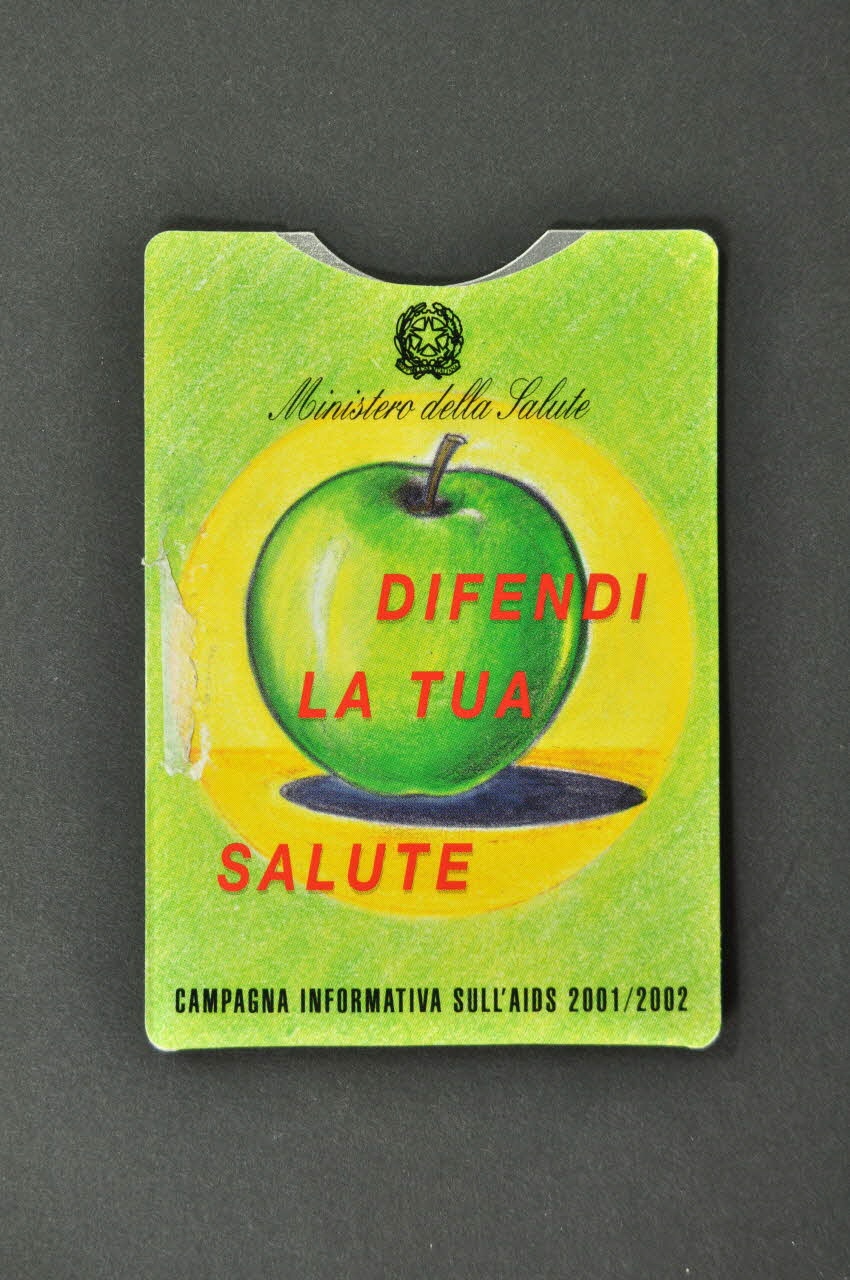 Ministero della Salute
DIFENDI
LA TUA
SALUTE
CAMPAGNA INFORMATIVA SULL'AIDS 2001/2002